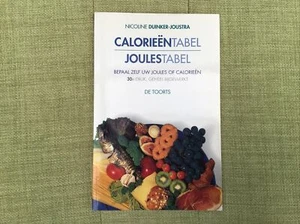 NICOLINE DUINKER-JOUSTRA
CALORIEËNTABEL
JOULESTABEL
BEPAAL ZELF UW JOULES OF CALORIEËN
DE TOORTS